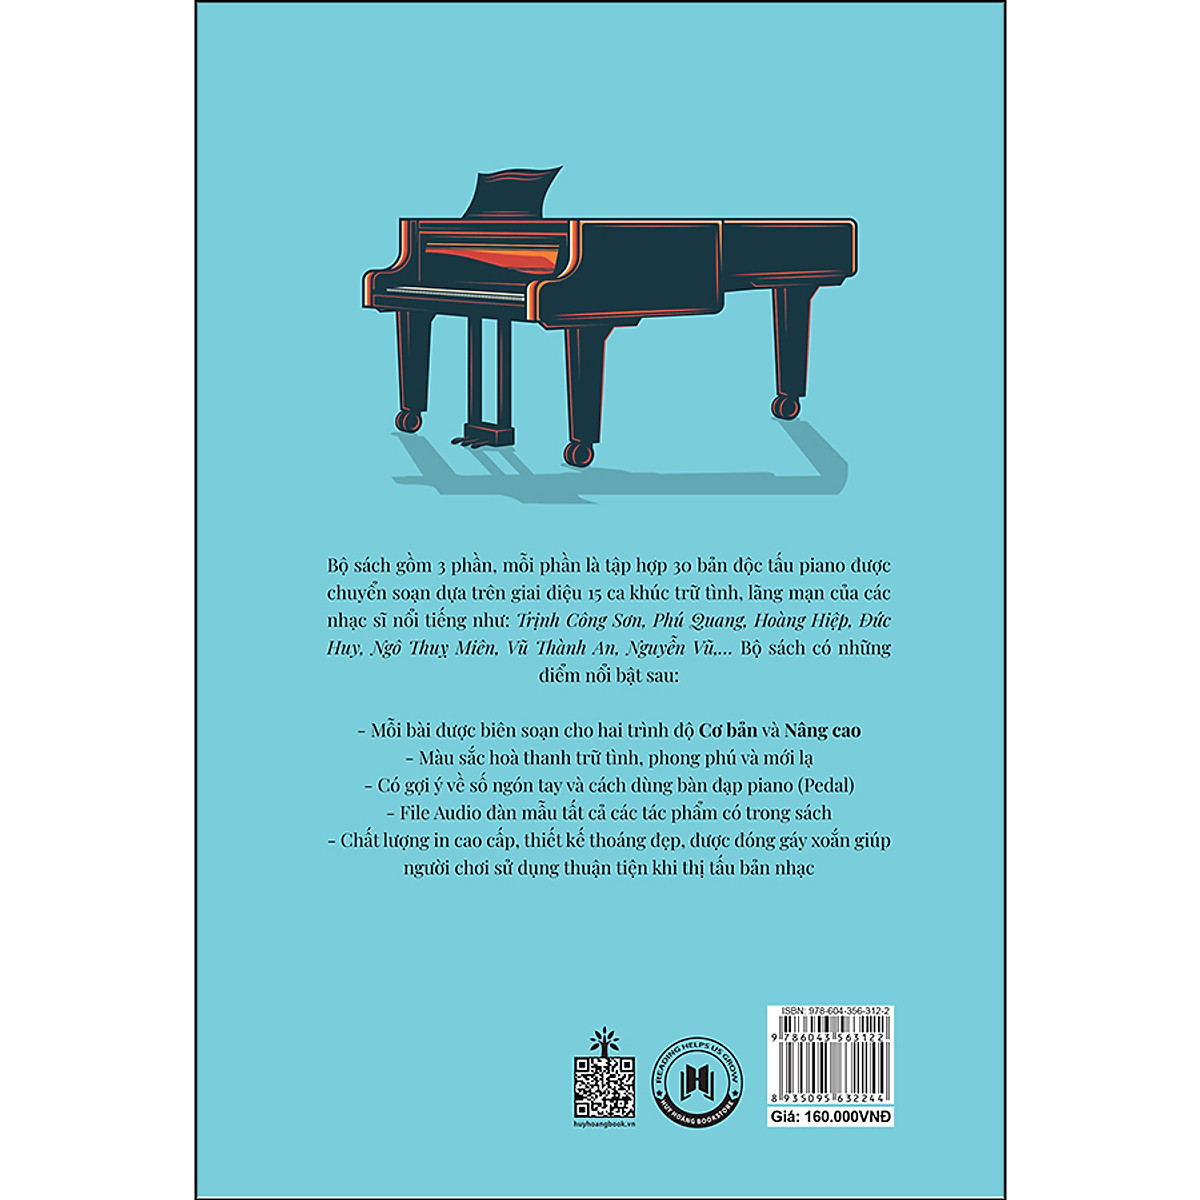 Bộ sách gồm 3 phần, mỗi phần là tập hợp 30 bản độc tấu piano được
chuyển soạn dựa trên giai điệu 15 ca khúc trữ tình, lãng mạn của các
nhạc sĩ nổi tiếng như: Trịnh Công Sơn, Phú Quang, Hoàng Hiệp, Đức
Huy, Ngô Thuỵ Miên, Vũ Thành An, Nguyễn Vũ,... Bộ sách có những
điểm nổi bật sau:
- Mỗi bài được biên soạn cho hai trình độ Cơ bản và Nâng cao
- Màu sắc hoà thanh trữ tình, phong phú và mới lạ
- Có gợi ý về số ngón tay và cách dùng bàn đạp piano (Pedal)
- File Audio đàn mẫu tất cả các tác phẩm có trong sách
- Chất lượng in cao cấp, thiết kế thoáng đẹp, được đóng gáy xoắn giúp
người chơi sử dụng thuận tiện khi thị tấu bản nhạc
ISBN: 978-604-356-312-2
9 786043 563122
8 935095 632244
Giá: 160.000VNĐ
READING HELPS US GROW
HUY HOANG BOOKSTORE
huyhoangbook.vn